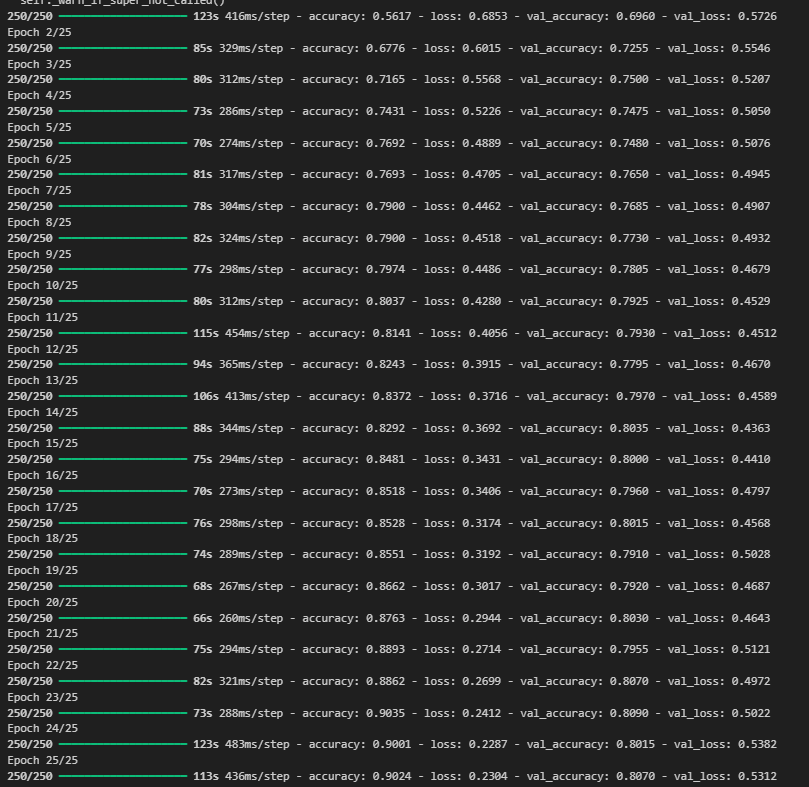 self._warn_if_super_not_called()
250/250 123s 416ms/step - accuracy: 0.5617 - loss: 0.6853 - val_accuracy: 0.6960 - val_loss: 0.5726
Epoch 2/25
250/250 85s 329ms/step - accuracy: 0.6776 - loss: 0.6015 - val_accuracy: 0.7255 - val_loss: 0.5546
Epoch 3/25
250/250 80s 312ms/step - accuracy: 0.7165 - loss: 0.5568 - val_accuracy: 0.7500 - val_loss: 0.5207
Epoch 4/25
250/250 73s 286ms/step - accuracy: 0.7431 - loss: 0.5226 - val_accuracy: 0.7475 - val_loss: 0.5050
Epoch 5/25
250/250 70s 274ms/step - accuracy: 0.7692 - loss: 0.4889 - val_accuracy: 0.7480 - val_loss: 0.5076
Epoch 6/25
250/250 81s 317ms/step - accuracy: 0.7693 - loss: 0.4705 - val_accuracy: 0.7650 - val_loss: 0.4945
Epoch 7/25
250/250 78s 304ms/step - accuracy: 0.7900 - loss: 0.4462 - val_accuracy: 0.7685 - val_loss: 0.4907
Epoch 8/25
250/250 82s 324ms/step - accuracy: 0.7900 - loss: 0.4518 - val_accuracy: 0.7730 - val_loss: 0.4932
Epoch 9/25
250/250 77s 298ms/step - accuracy: 0.7974 - loss: 0.4486 - val_accuracy: 0.7805 - val_loss: 0.4679
Epoch 10/25
250/250 80s 312ms/step - accuracy: 0.8037 - loss: 0.4280 - val_accuracy: 0.7925 - val_loss: 0.4529
Epoch 11/25
250/250 115s 454ms/step - accuracy: 0.8141 - loss: 0.4056 - val_accuracy: 0.7930 - val_loss: 0.4512
Epoch 12/25
250/250 94s 365ms/step - accuracy: 0.8243 - loss: 0.3915 - val_accuracy: 0.7795 - val_loss: 0.4670
Epoch 13/25
250/250 106s 413ms/step - accuracy: 0.8372 - loss: 0.3716 - val_accuracy: 0.7970 - val_loss: 0.4589
Epoch 14/25
250/250 88s 344ms/step - accuracy: 0.8292 - loss: 0.3692 - val_accuracy: 0.8035 - val_loss: 0.4363
Epoch 15/25
250/250 75s 294ms/step - accuracy: 0.8481 - loss: 0.3431 - val_accuracy: 0.8000 - val_loss: 0.4410
Epoch 16/25
250/250 70s 273ms/step - accuracy: 0.8518 - loss: 0.3406 - val_accuracy: 0.7960 - val_loss: 0.4797
Epoch 17/25
250/250 76s 298ms/step - accuracy: 0.8528 - loss: 0.3174 - val_accuracy: 0.8015 - val_loss: 0.4568
Epoch 18/25
250/250 74s 289ms/step - accuracy: 0.8551 - loss: 0.3192 - val_accuracy: 0.7910 - val_loss: 0.5028
Epoch 19/25
250/250 68s 267ms/step - accuracy: 0.8662 - loss: 0.3017 - val_accuracy: 0.7920 - val_loss: 0.4687
Epoch 20/25
250/250 66s 260ms/step - accuracy: 0.8763 - loss: 0.2944 - val_accuracy: 0.8030 - val_loss: 0.4643
Epoch 21/25
250/250 75s 294ms/step - accuracy: 0.8893 - loss: 0.2714 - val_accuracy: 0.7955 - val_loss: 0.5121
Epoch 22/25
250/250 82s 321ms/step - accuracy: 0.8862 - loss: 0.2699 - val_accuracy: 0.8070 - val_loss: 0.4972
Epoch 23/25
250/250 73s 288ms/step - accuracy: 0.9035 - loss: 0.2412 - val_accuracy: 0.8090 - val_loss: 0.5022
Epoch 24/25
250/250 123s 483ms/step - accuracy: 0.9001 - loss: 0.2287 - val_accuracy: 0.8015 - val_loss: 0.5382
Epoch 25/25
250/250 113s 436ms/step - accuracy: 0.9024 - loss: 0.2304 - val_accuracy: 0.8070 - val_loss: 0.5312